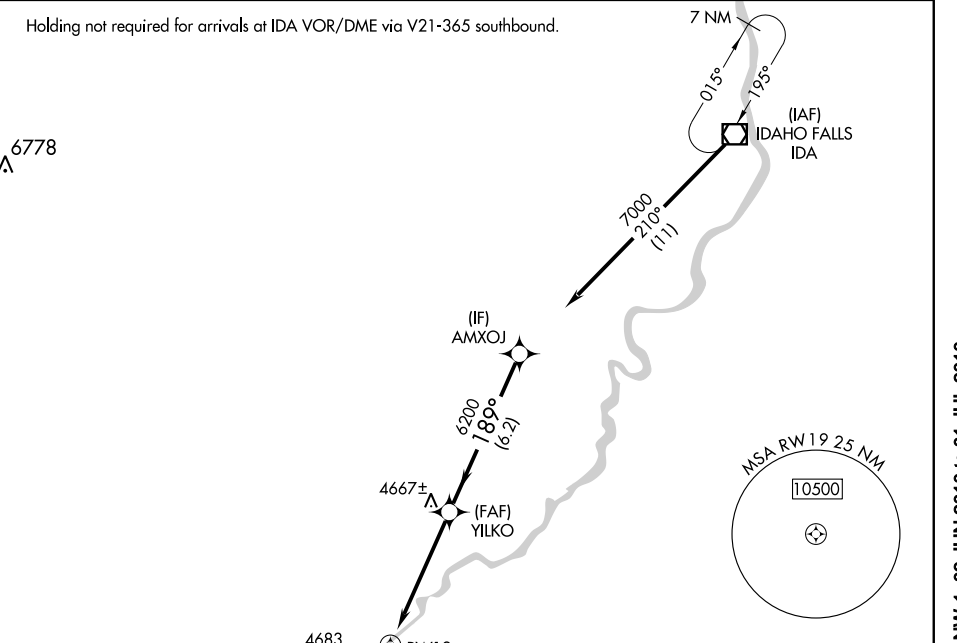 Holding not required for arrivals at IDA VOR/DME via V21-365 southbound.
7 NM
015°
195°
(IAF)
IDAHO FALLS
IDA
6778
7000
210°
(11)
(IF)
AMXOJ
6200
189°
(6.2)
4667±
(FAF)
YILKO
MSA RW19 25 NM
10500
4683